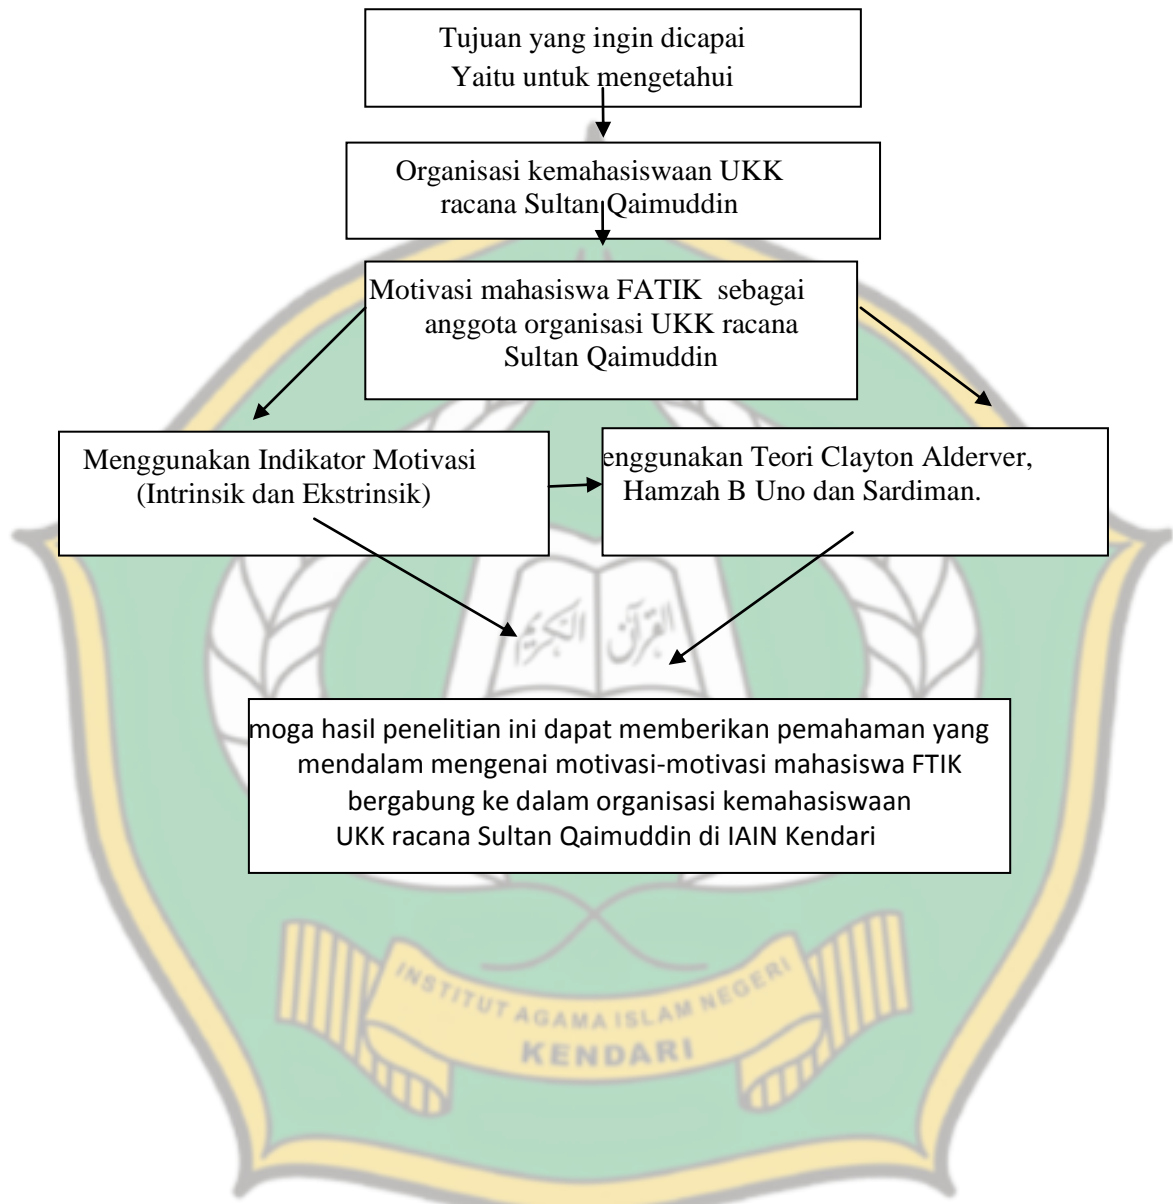 Tujuan yang ingin dicapai
Yaitu untuk mengetahui
Organisasi kemahasiswaan UKK
racana Sultan Qaimuddin
Motivasi mahasiswa FATIK sebagai
anggota organisasi UKK racana
Sultan Qaimuddin
Menggunakan Indikator Motivasi
(Intrinsik dan Ekstrinsik)
enggunakan Teori Clayton Alderver,
Hamzah B Uno dan Sardiman.
القرآن الكريم
moga hasil penelitian ini dapat memberikan pemahaman yang
mendalam mengenai motivasi-motivasi mahasiswa FTIK
bergabung ke dalam organisasi kemahasiswaan
UKK racana Sultan Qaimuddin di IAIN Kendari
INSTITUT AGAMA ISLAM NEGERI
KENDARI